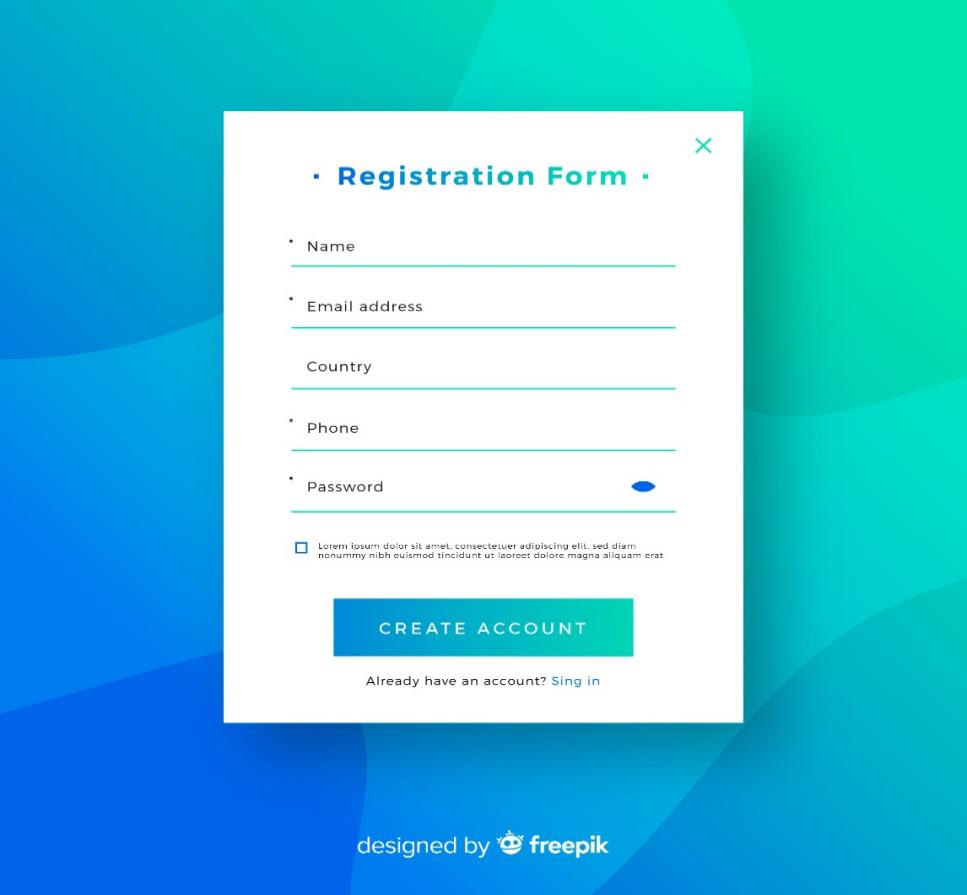 · Registration Form ·
* Name
* Email address
Country
* Phone
* Password
Lorem ipsum dolor sit amet, consectetuer adipiscing elit, sed diam
nonummy nibh euismod tincidunt ut laoreet dolore magna aliquam erat
CREATE ACCOUNT
Already have an account? Sing in
designed by freepik